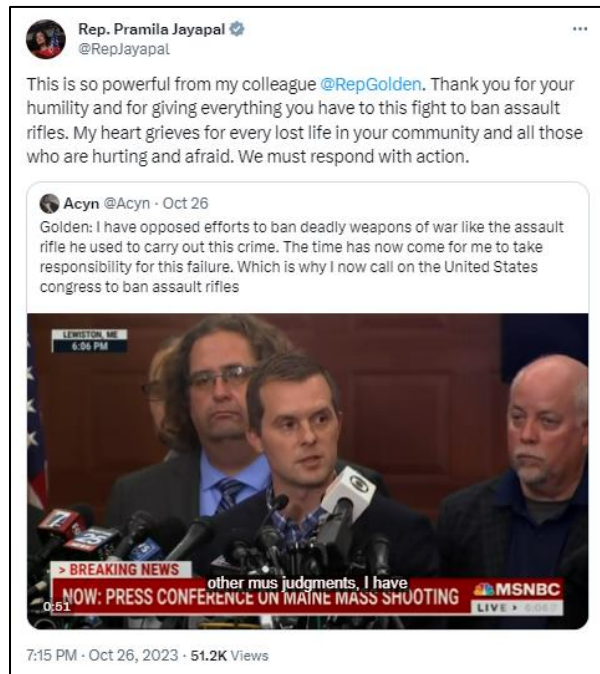 Rep. Pramila Jayapal
@RepJayapal
This is so powerful from my colleague @RepGolden. Thank you for your
humility and for giving everything you have to this fight to ban assault
rifles. My heart grieves for every lost life in your community and all those
who are hurting and afraid. We must respond with action.
Acyn @Acyn · Oct 26
Golden: I have opposed efforts to ban deadly weapons of war like the assault
rifle he used to carry out this crime. The time has now come for me to take
responsibility for this failure. Which is why I now call on the United States
congress to ban assault rifles
LEWISTON, ME
6:06 PM
> BREAKING NEWS
other mus judgments, I have
NOW: PRESS CONFERENCE ON MAINE MASS SHOOTING
MSNBC
LIVE
0:51
7:15 PM · Oct 26, 2023 · 51.2K Views